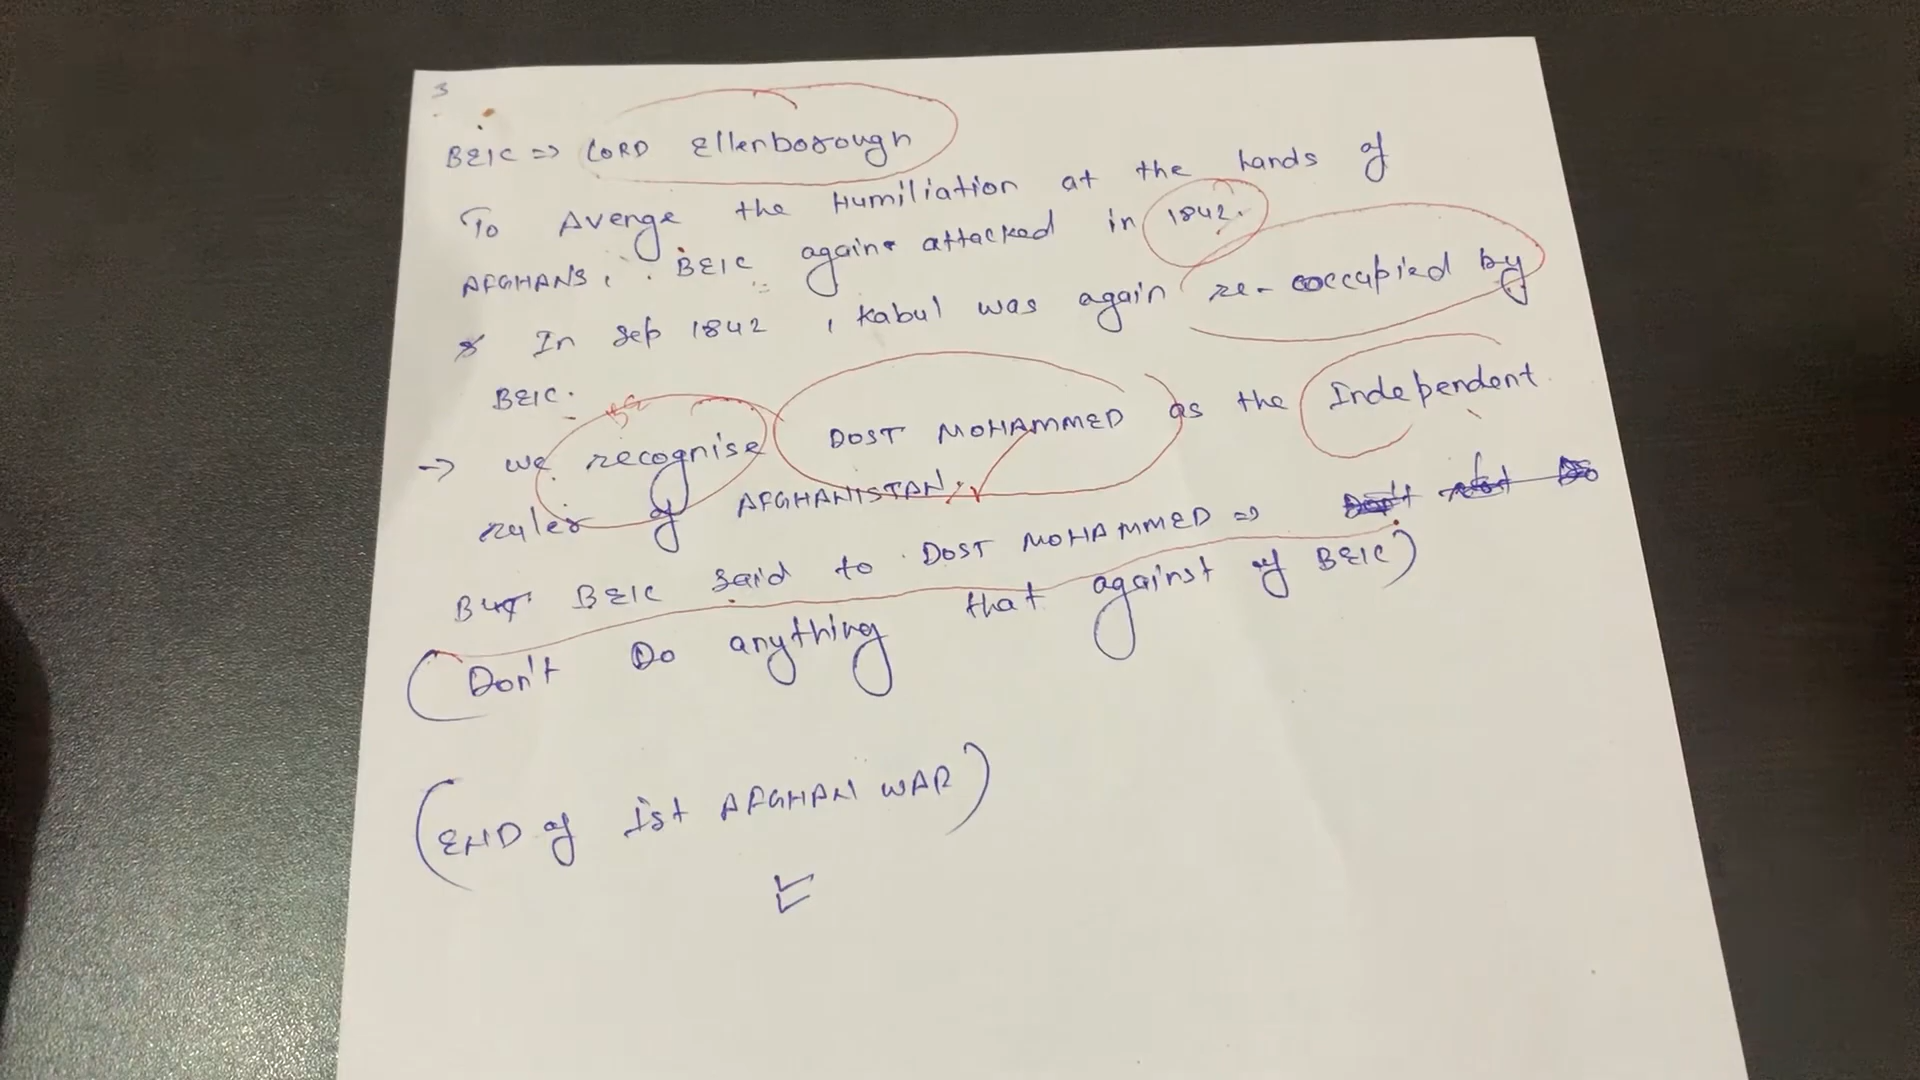 3
BEIC => LORD Ellenborough
To Avenge the Humiliation at the hands of
AFGHANS, BEIC again attacked in 1842.
* In Sep 1842, Kabul was again re-occupied by
BEIC.
-> we recognise DOST MOHAMMED as the Independent
ruler of AFGHANISTAN.
But BEIC said to DOST MOHAMMED =>
(Don't Do anything that against of BEIC)
(END of Ist AFGHAN WAR)